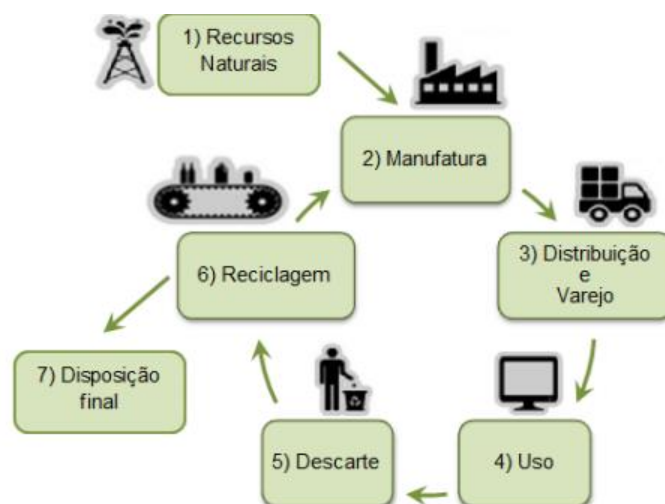 1) Recursos
Naturais
2) Manufatura
3) Distribuição
e
Varejo
4) Uso
5) Descarte
6) Reciclagem
7) Disposição
final